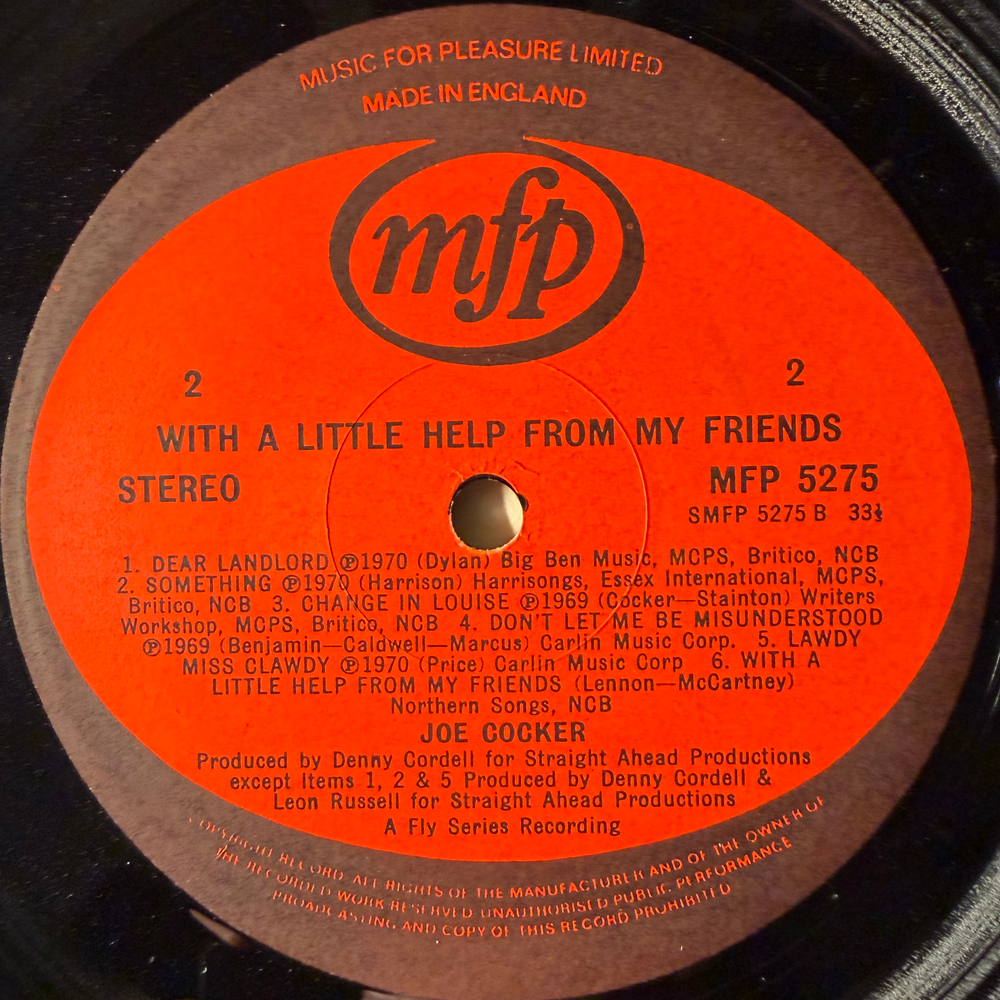 MUSIC FOR PLEASURE LIMITED
MADE IN ENGLAND
mfp
2 2
WITH A LITTLE HELP FROM MY FRIENDS
STEREO MFP 5275
SMFP 5275 B 33⅓
1. DEAR LANDLORD ℗1970 (Dylan) Big Ben Music, MCPS, Britico, NCB
2. SOMETHING ℗1970 (Harrison) Harrisongs, Essex International, MCPS,
Britico, NCB 3. CHANGE IN LOUISE ℗1969 (Cocker—Stainton) Writers
Workshop, MCPS, Britico, NCB 4. DON'T LET ME BE MISUNDERSTOOD
℗1969 (Benjamin—Caldwell—Marcus) Carlin Music Corp. 5. LAWDY
MISS CLAWDY ℗1970 (Price) Carlin Music Corp 6. WITH A
LITTLE HELP FROM MY FRIENDS (Lennon—McCartney)
Northern Songs, NCB
JOE COCKER
Produced by Denny Cordell for Straight Ahead Productions
except Items 1, 2 & 5 Produced by Denny Cordell &
Leon Russell for Straight Ahead Productions
A Fly Series Recording
COPYRIGHT RECORD ALL RIGHTS OF THE MANUFACTURER AND OF THE OWNER OF
THE RECORDED WORK RESERVED UNAUTHORISED PUBLIC PERFORMANCE
BROADCASTING AND COPY OF THIS RECORD PROHIBITED